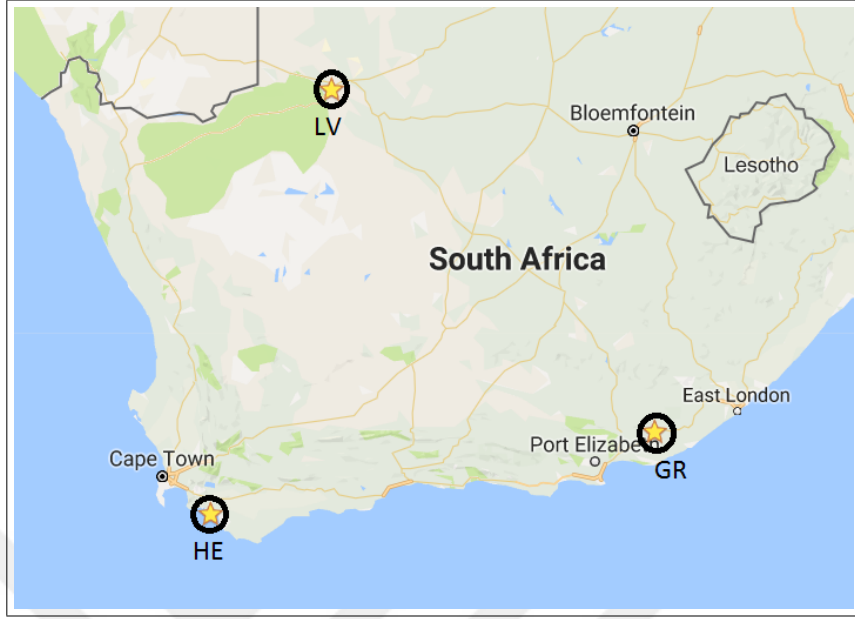 LV
Bloemfontein
Lesotho
South Africa
East London
Port Elizabeth
GR
Cape Town
HE